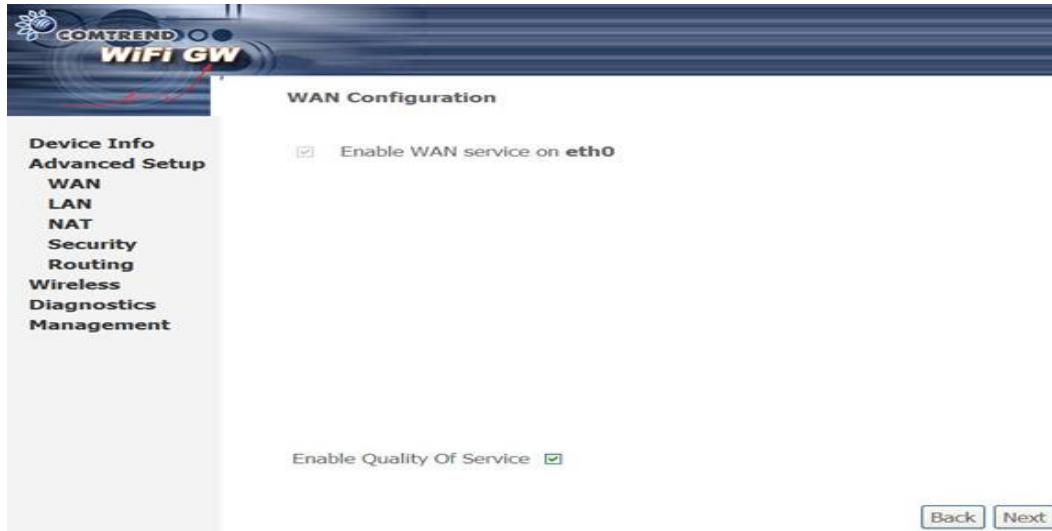 COMTREND
WiFi GW
WAN Configuration
Device Info
Advanced Setup
WAN
LAN
NAT
Security
Routing
Wireless
Diagnostics
Management
Enable WAN service on eth0
Enable Quality Of Service
Back
Next